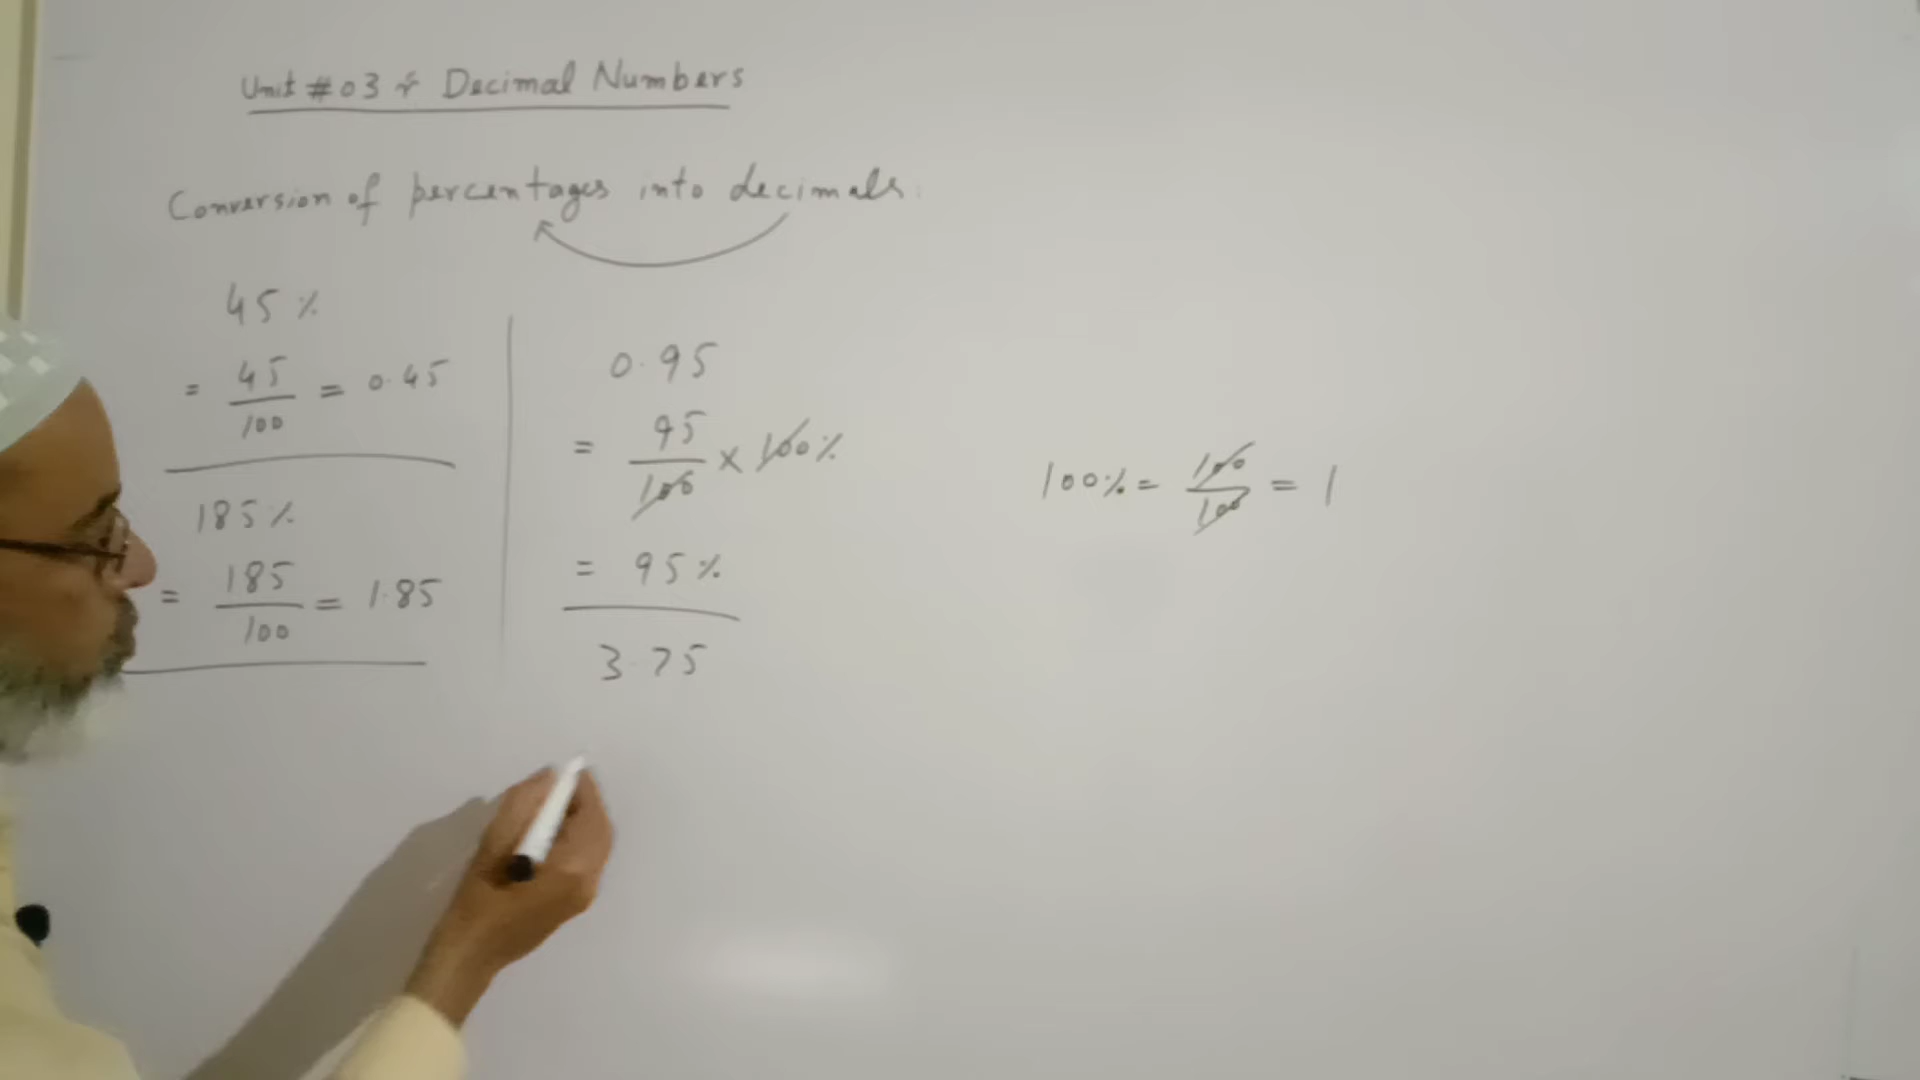 Unit # 03 : Decimal Numbers
Conversion of percentages into decimals:
45 %
= 45/100 = 0.45
185 %
= 185/100 = 1.85
0.95
= 95/100 × 100 %
= 95 %
3.75
100% = 100/100 = 1